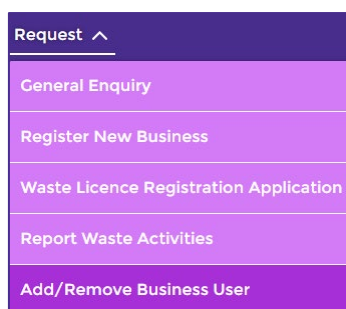 Request
General Enquiry
Register New Business
Waste Licence Registration Application
Report Waste Activities
Add/Remove Business User